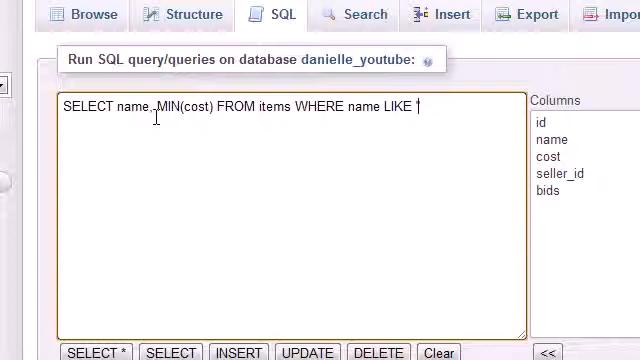 Browse Structure SQL Search Insert Export
Run SQL query/queries on database danielle_youtube:
SELECT name, MIN(cost) FROM items WHERE name LIKE '
Columns
id
name
cost
seller_id
bids
SELECT * SELECT INSERT UPDATE DELETE Clear <<